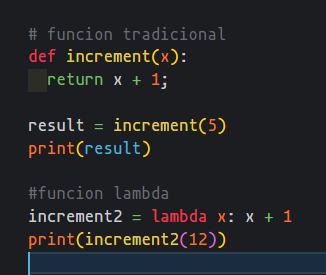 # funcion tradicional
def increment(x):
  return x + 1;
result = increment(5)
print(result)
#funcion lambda
increment2 = lambda x: x + 1
print(increment2(12))